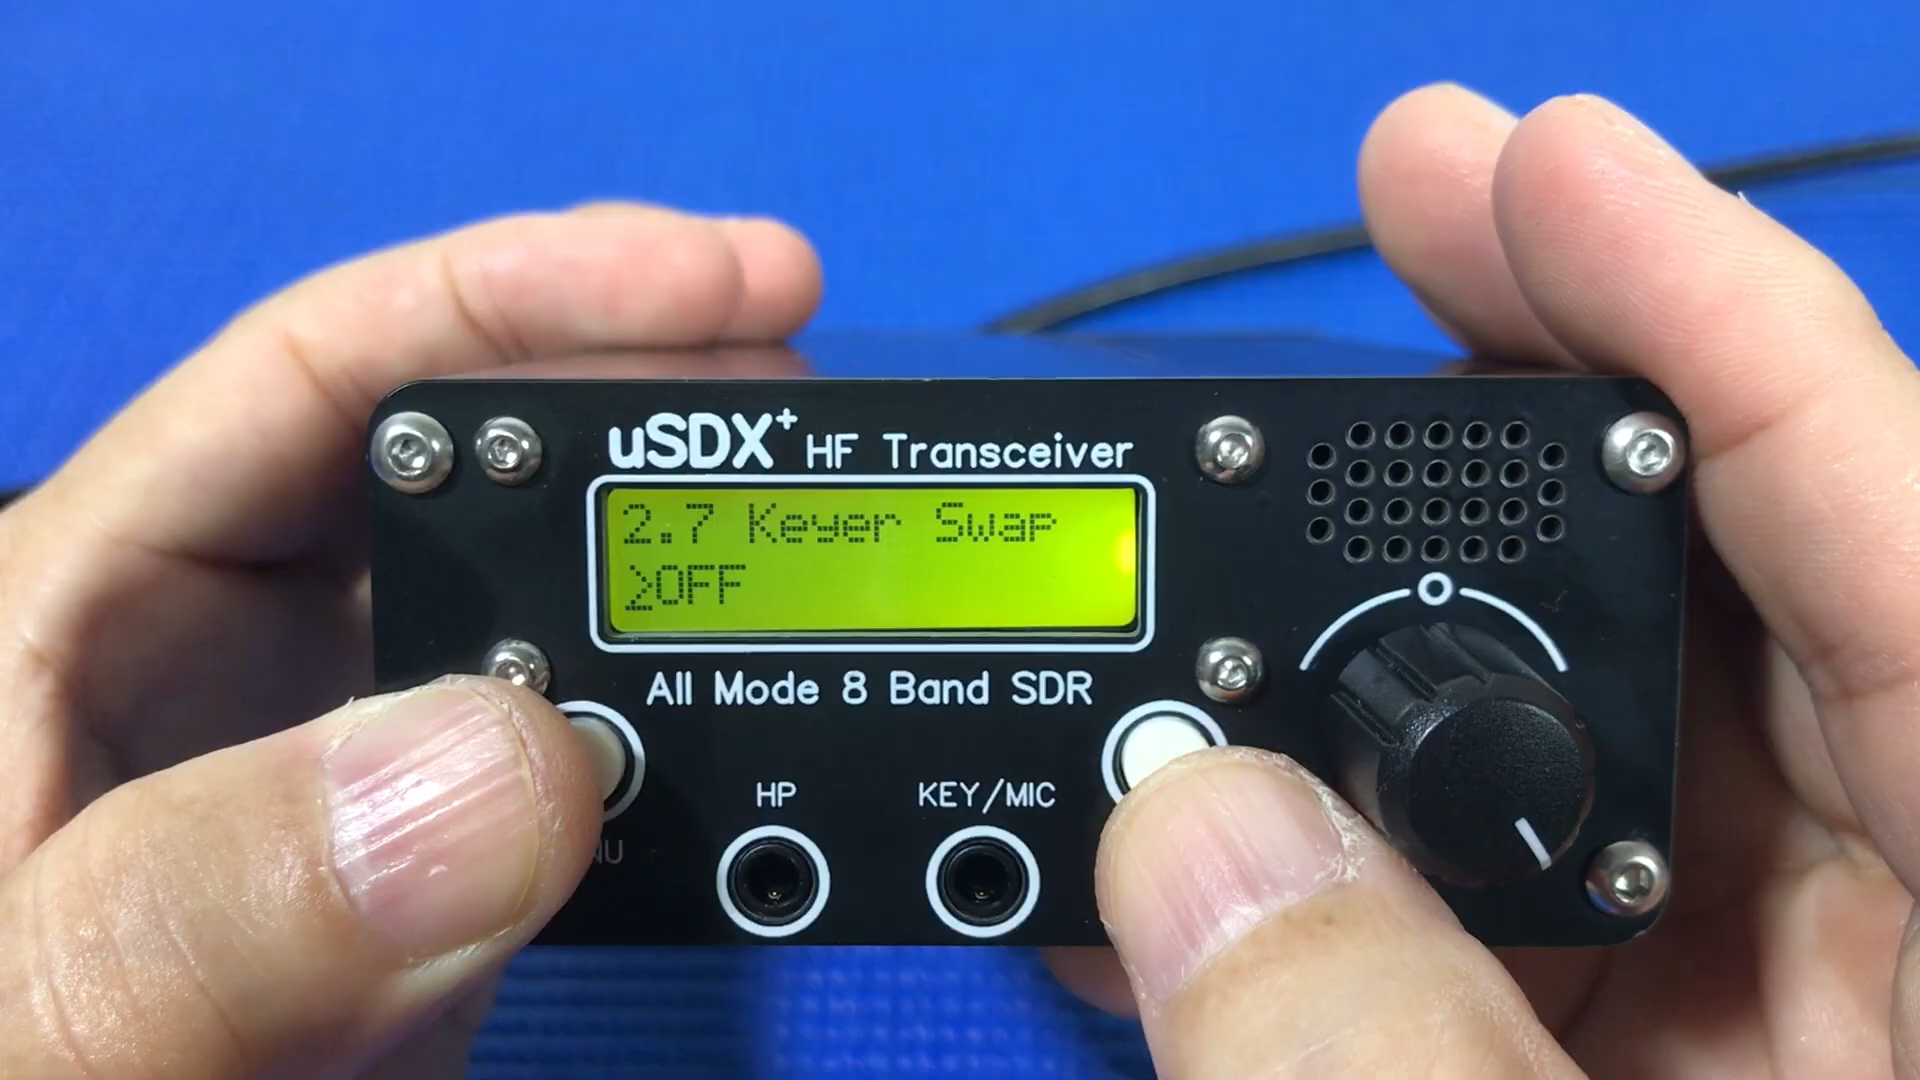 uSDX+ HF Transceiver
2.7 Keyer Swap
>OFF
All Mode 8 Band SDR
HP
KEY/MIC